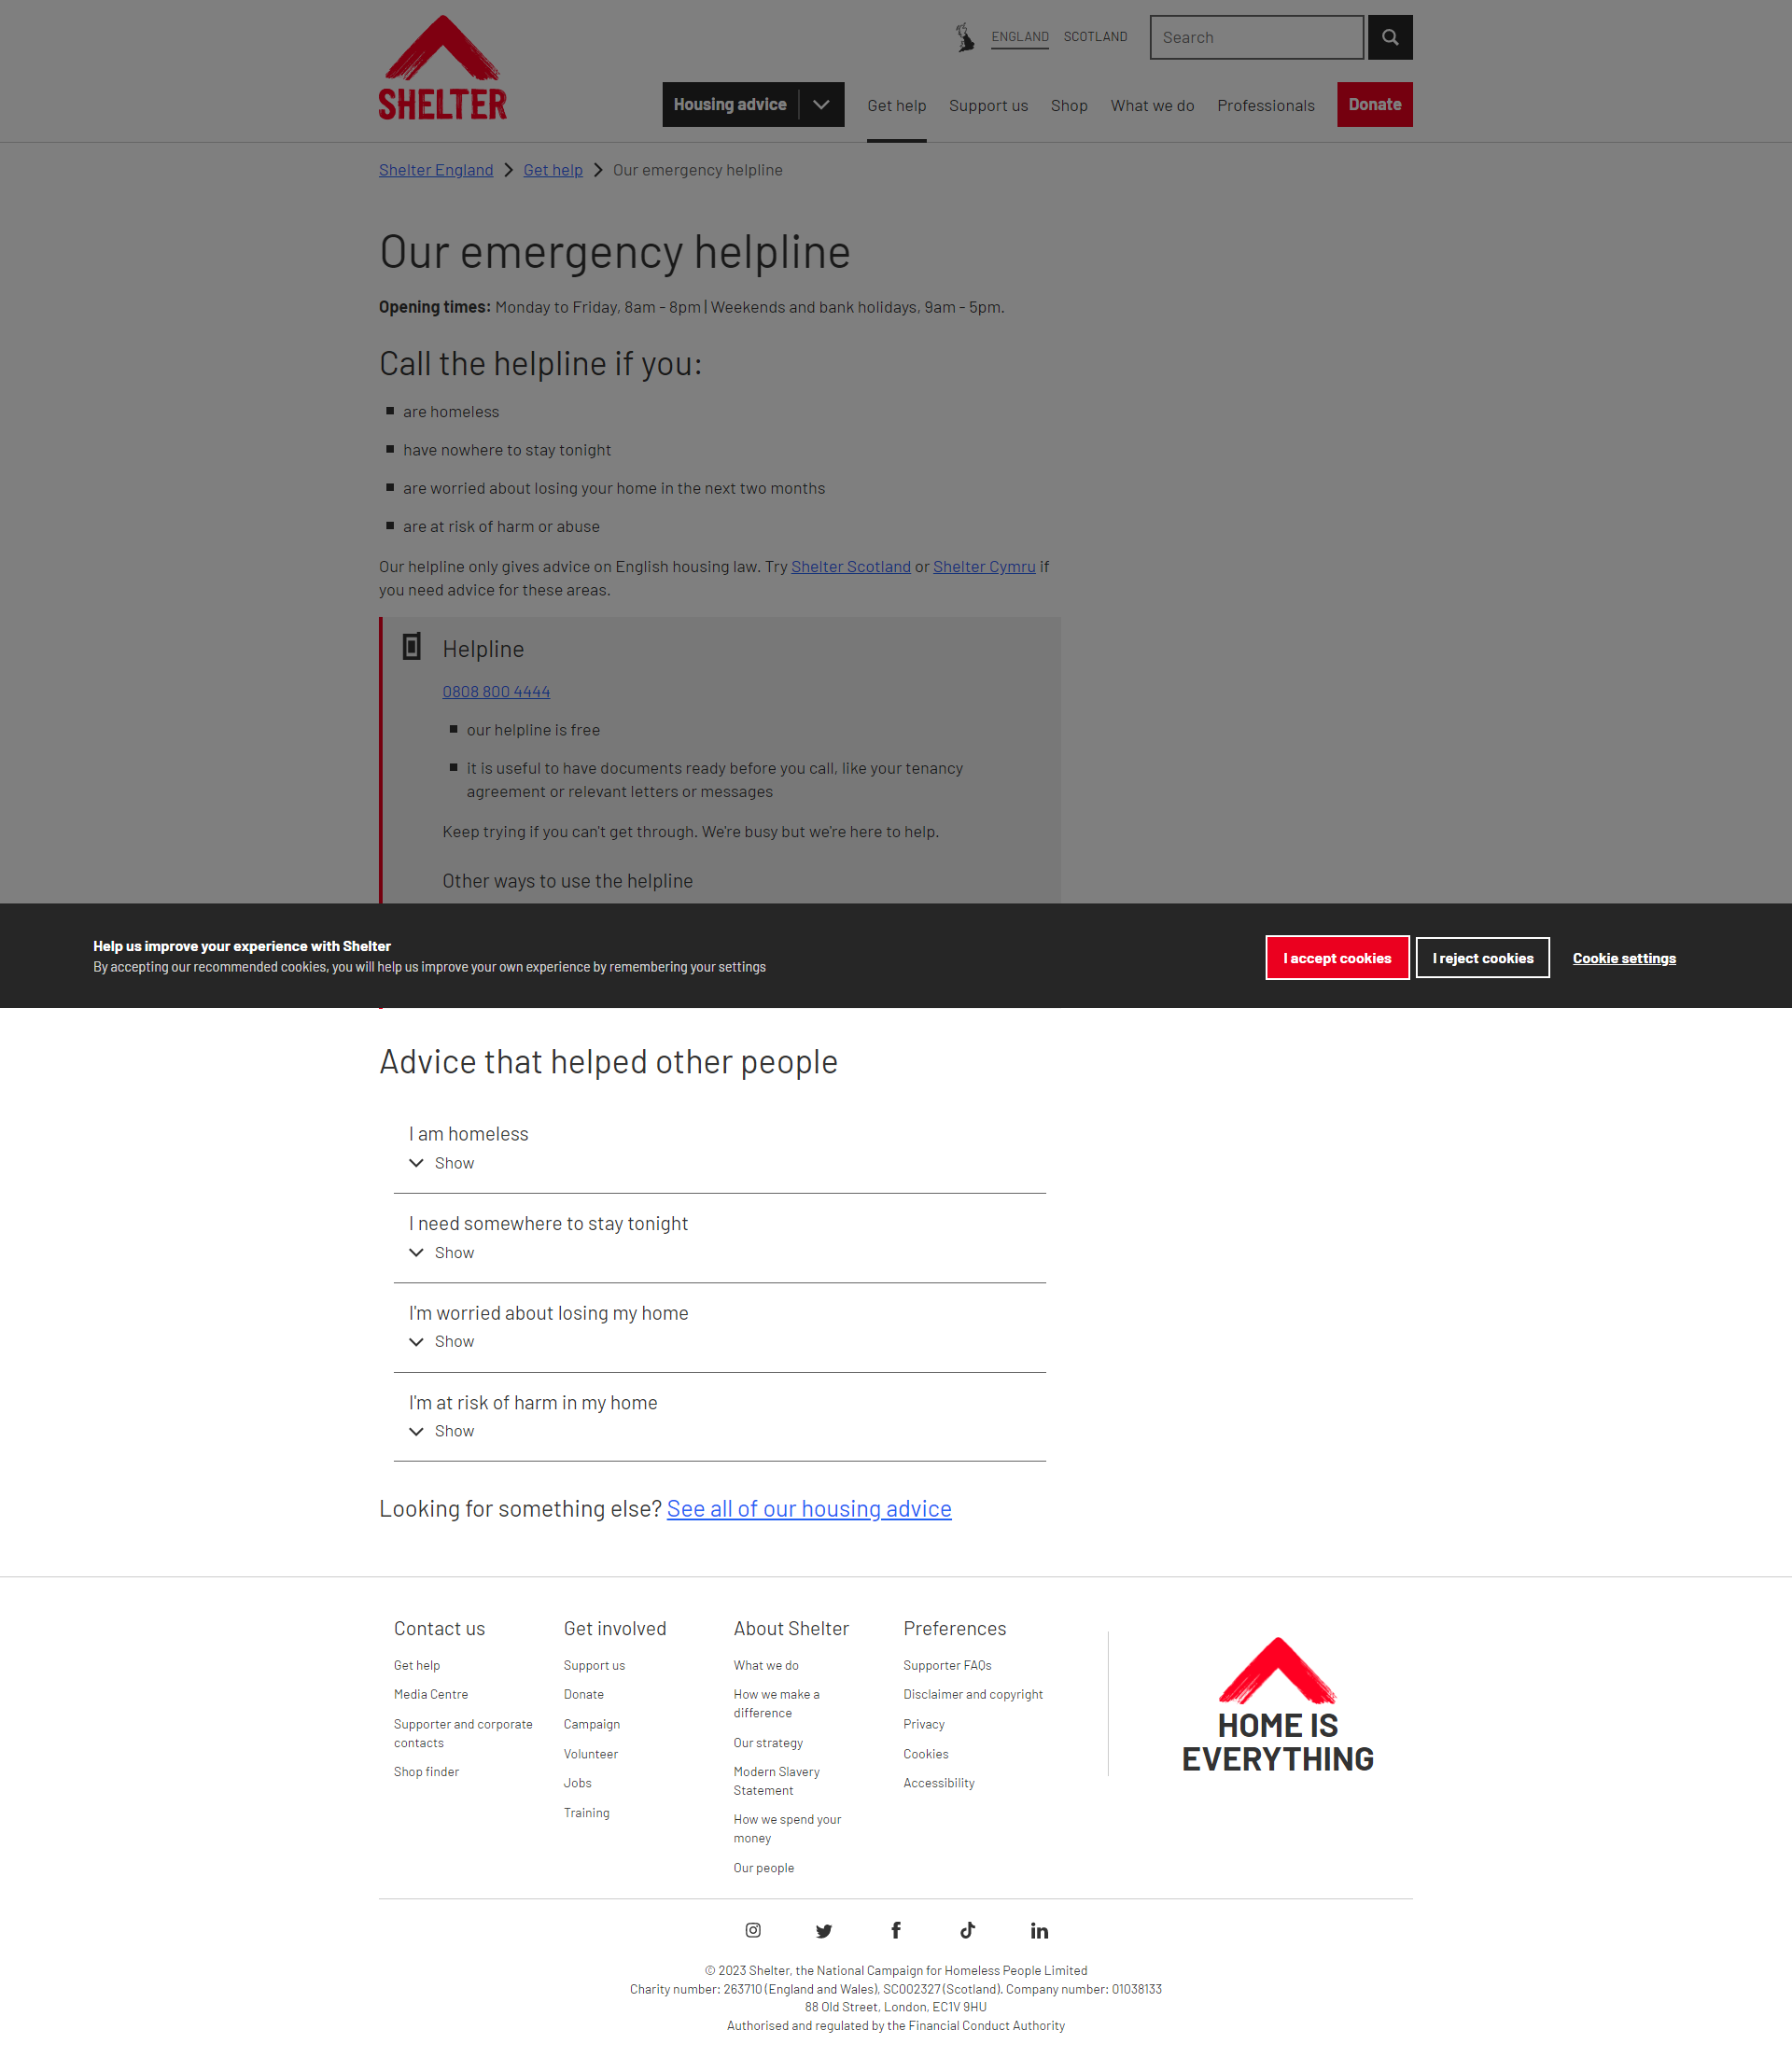 SHELTER
ENGLAND
SCOTLAND
Search
Housing advice
Get help
Support us
Shop
What we do
Professionals
Donate
Shelter England
Get help
Our emergency helpline
Our emergency helpline
Opening times: Monday to Friday, 8am - 8pm | Weekends and bank holidays, 9am - 5pm.
Call the helpline if you:
are homeless
have nowhere to stay tonight
are worried about losing your home in the next two months
are at risk of harm or abuse
Our helpline only gives advice on English housing law. Try Shelter Scotland or Shelter Cymru if
you need advice for these areas.
Helpline
0808 800 4444
our helpline is free
it is useful to have documents ready before you call, like your tenancy
agreement or relevant letters or messages
Keep trying if you can't get through. We're busy but we're here to help.
Other ways to use the helpline
Help us improve your experience with Shelter
By accepting our recommended cookies, you will help us improve your own experience by remembering your settings
I accept cookies
I reject cookies
Cookie settings
Advice that helped other people
I am homeless
Show
I need somewhere to stay tonight
Show
I'm worried about losing my home
Show
I'm at risk of harm in my home
Show
Looking for something else? See all of our housing advice
Contact us
Get help
Media Centre
Supporter and corporate
contacts
Shop finder
Get involved
Support us
Donate
Campaign
Volunteer
Jobs
Training
About Shelter
What we do
How we make a
difference
Our strategy
Modern Slavery
Statement
How we spend your
money
Our people
Preferences
Supporter FAQs
Disclaimer and copyright
Privacy
Cookies
Accessibility
HOME IS
EVERYTHING
© 2023 Shelter, the National Campaign for Homeless People Limited
Charity number: 263710 (England and Wales), SC002327 (Scotland). Company number: 01038133
88 Old Street, London, EC1V 9HU
Authorised and regulated by the Financial Conduct Authority